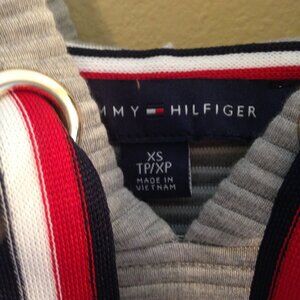 MMY HILFIGER
XS
TP/XP
MADE IN
VIETNAM